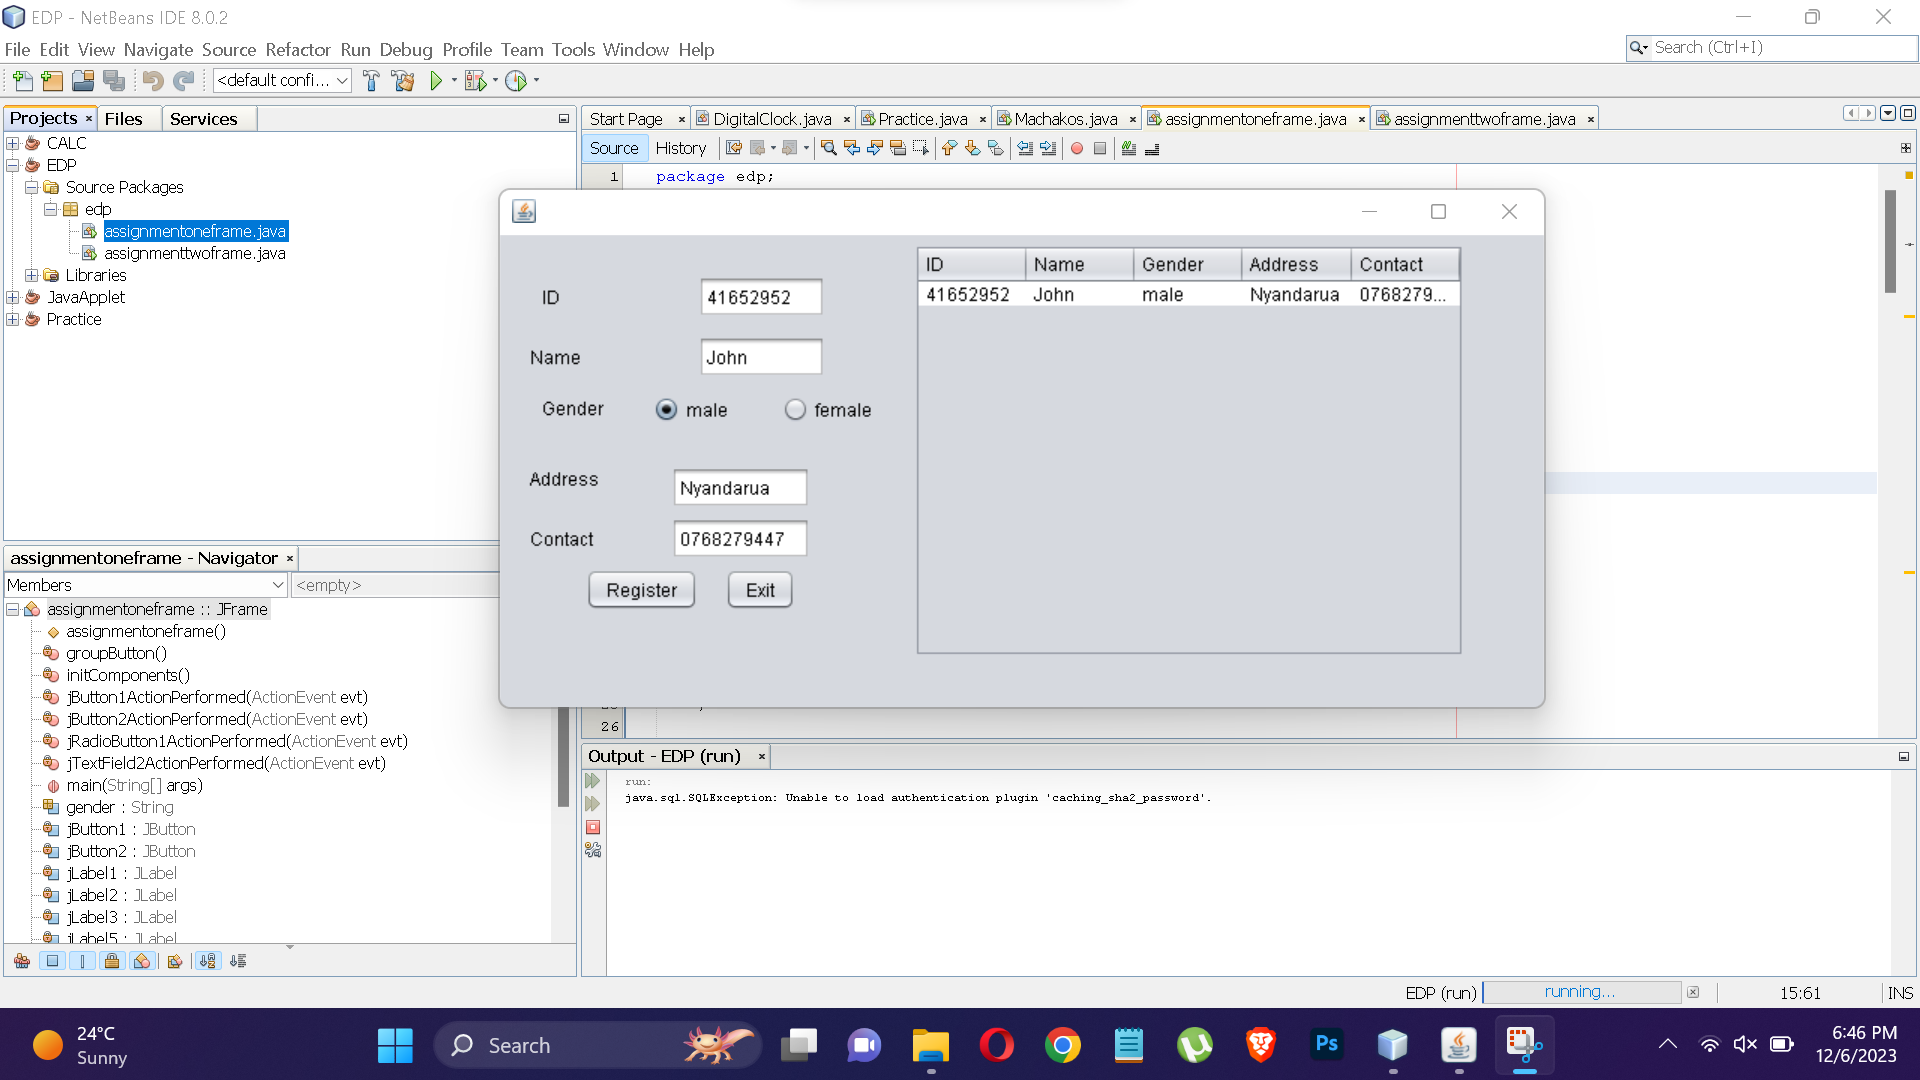 EDP - NetBeans IDE 8.0.2
File Edit View Navigate Source Refactor Run Debug Profile Team Tools Window Help
Search (Ctrl+I)
<default confi...
Projects Files Services
CALC
EDP
Source Packages
edp
assignmentoneframe.java
assignmenttwoframe.java
Libraries
JavaApplet
Practice
Start Page DigitalClock.java Practice.java Machakos.java assignmentoneframe.java assignmenttwoframe.java
Source History
1 package edp;
ID 41652952
Name John
Gender male female
Address Nyandarua
Contact 0768279447
Register Exit
ID Name Gender Address Contact
41652952 John male Nyandarua 0768279...
26
assignmentoneframe - Navigator
Members <empty>
assignmentoneframe :: JFrame
assignmentoneframe()
groupButton()
initComponents()
jButton1ActionPerformed(ActionEvent evt)
jButton2ActionPerformed(ActionEvent evt)
jRadioButton1ActionPerformed(ActionEvent evt)
jTextField2ActionPerformed(ActionEvent evt)
main(String[] args)
gender : String
jButton1 : JButton
jButton2 : JButton
jLabel1 : JLabel
jLabel2 : JLabel
jLabel3 : JLabel
jLabel5 : JLabel
Output - EDP (run)
run:
java.sql.SQLException: Unable to load authentication plugin 'caching_sha2_password'.
EDP (run) running... 15:61 INS
24°C
Sunny
Search
Ps
6:46 PM
12/6/2023